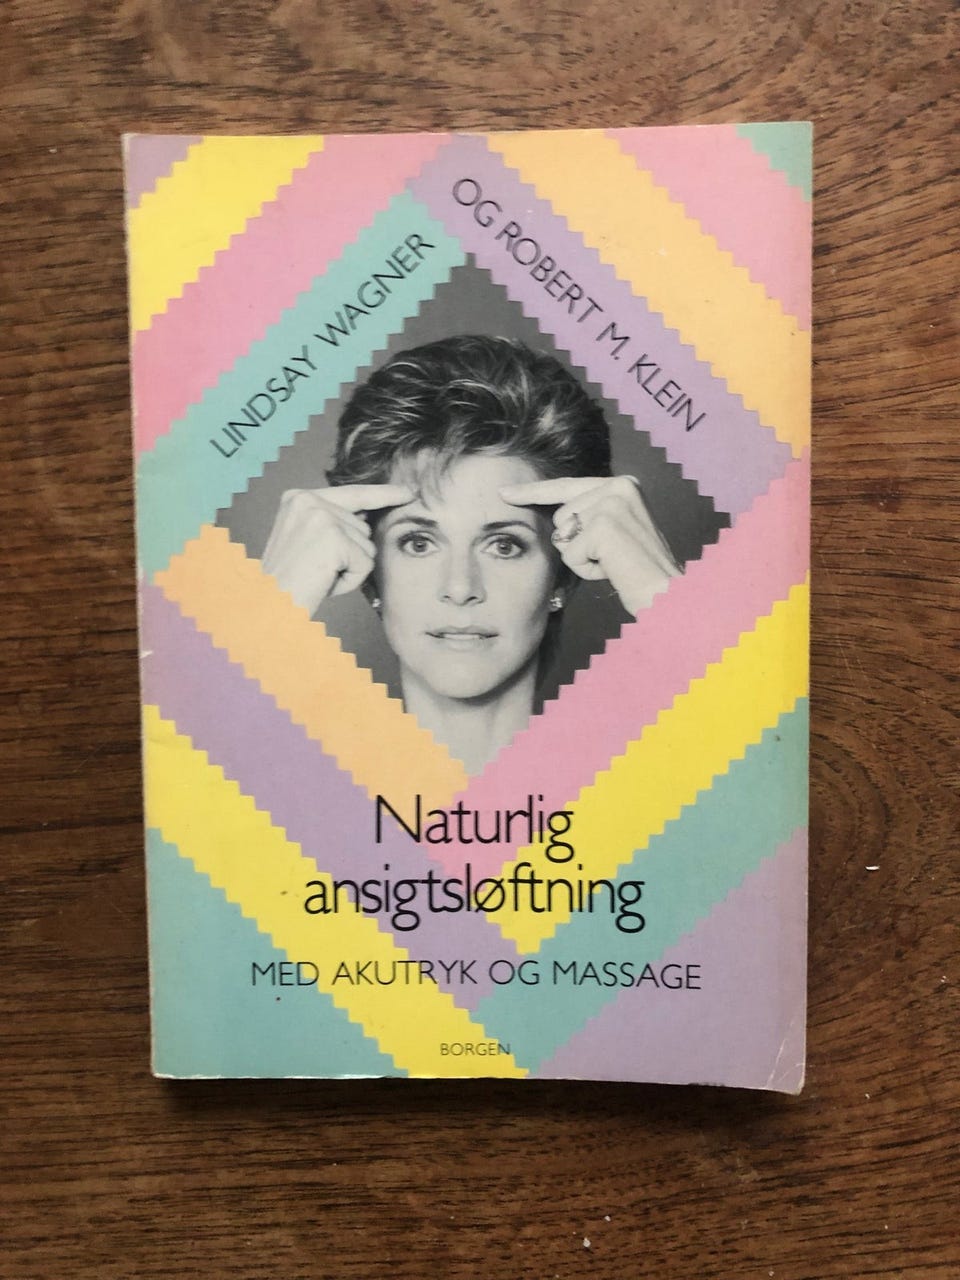 LINDSAY WAGNER
OG ROBERT M. KLEIN
Naturlig
ansigtsløftning
MED AKUTRYK OG MASSAGE
BORGEN